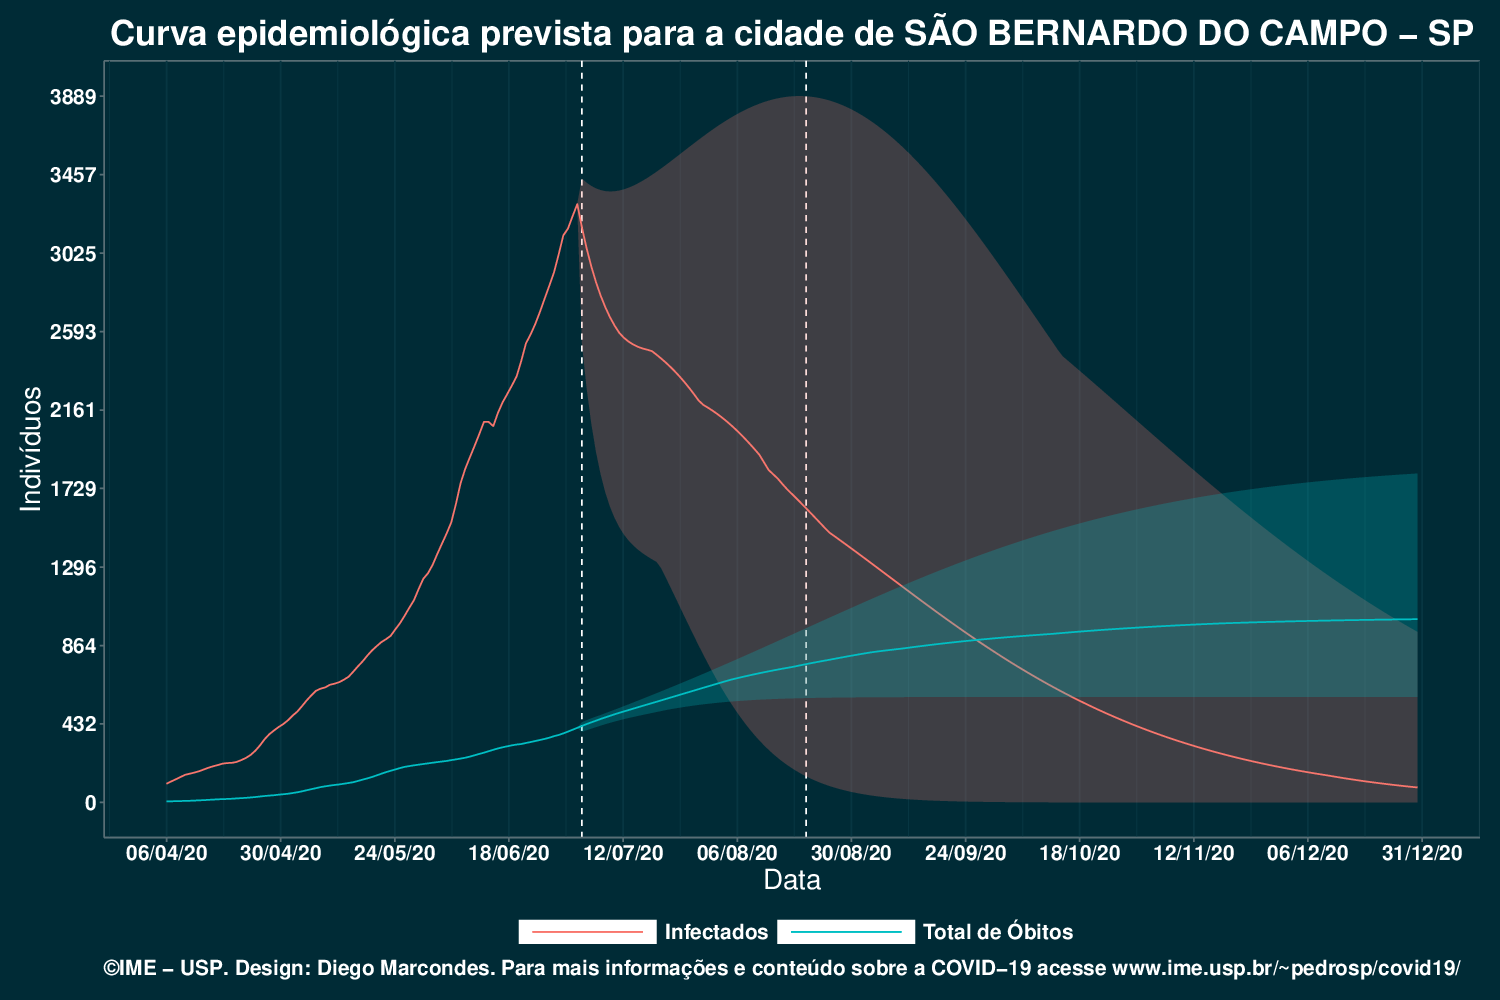 Curva epidemiológica prevista para a cidade de SÃO BERNARDO DO CAMPO – SP
3889
3457
3025
2593
2161
1729
1296
864
432
0
Indivíduos
06/04/20 30/04/20 24/05/20 18/06/20 12/07/20 06/08/20 30/08/20 24/09/20 18/10/20 12/11/20 06/12/20 31/12/20
Data
Infectados Total de Óbitos
©IME – USP. Design: Diego Marcondes. Para mais informações e conteúdo sobre a COVID–19 acesse www.ime.usp.br/~pedrosp/covid19/